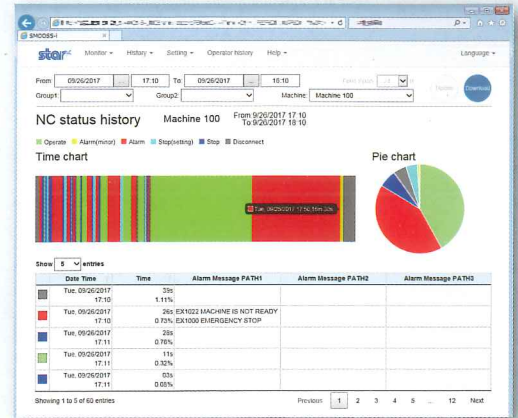 SMCOSS-I
star
Monitor
History
Setting
Operator history
Help
Language
From 09/26/2017 ... 17:10 To 09/26/2017 ... 18:10
Group1 Group2 Machine Machine 100
Download
NC status history Machine 100 From 9/26/2017 17:10
To 9/26/2017 18:10
Operate Alarm(minor) Alarm Stop(setting) Stop Disconnect
Time chart Pie chart
Show 5 entries
Date Time Time Alarm Message PATH1 Alarm Message PATH2 Alarm Message PATH3
Tue, 09/26/2017 39s
17:10 1.11%
Tue, 09/26/2017 26s EX1022 MACHINE IS NOT READY
17:10 0.73% EX1000 EMERGENCY STOP
Tue, 09/26/2017
17:11 0.76%
Tue, 09/26/2017 11s
17:11 0.32%
Tue, 09/26/2017 03s
17:11
Showing 1 to 5 of 60 entries Previous 1 2 3 4 5 ... 12 Next